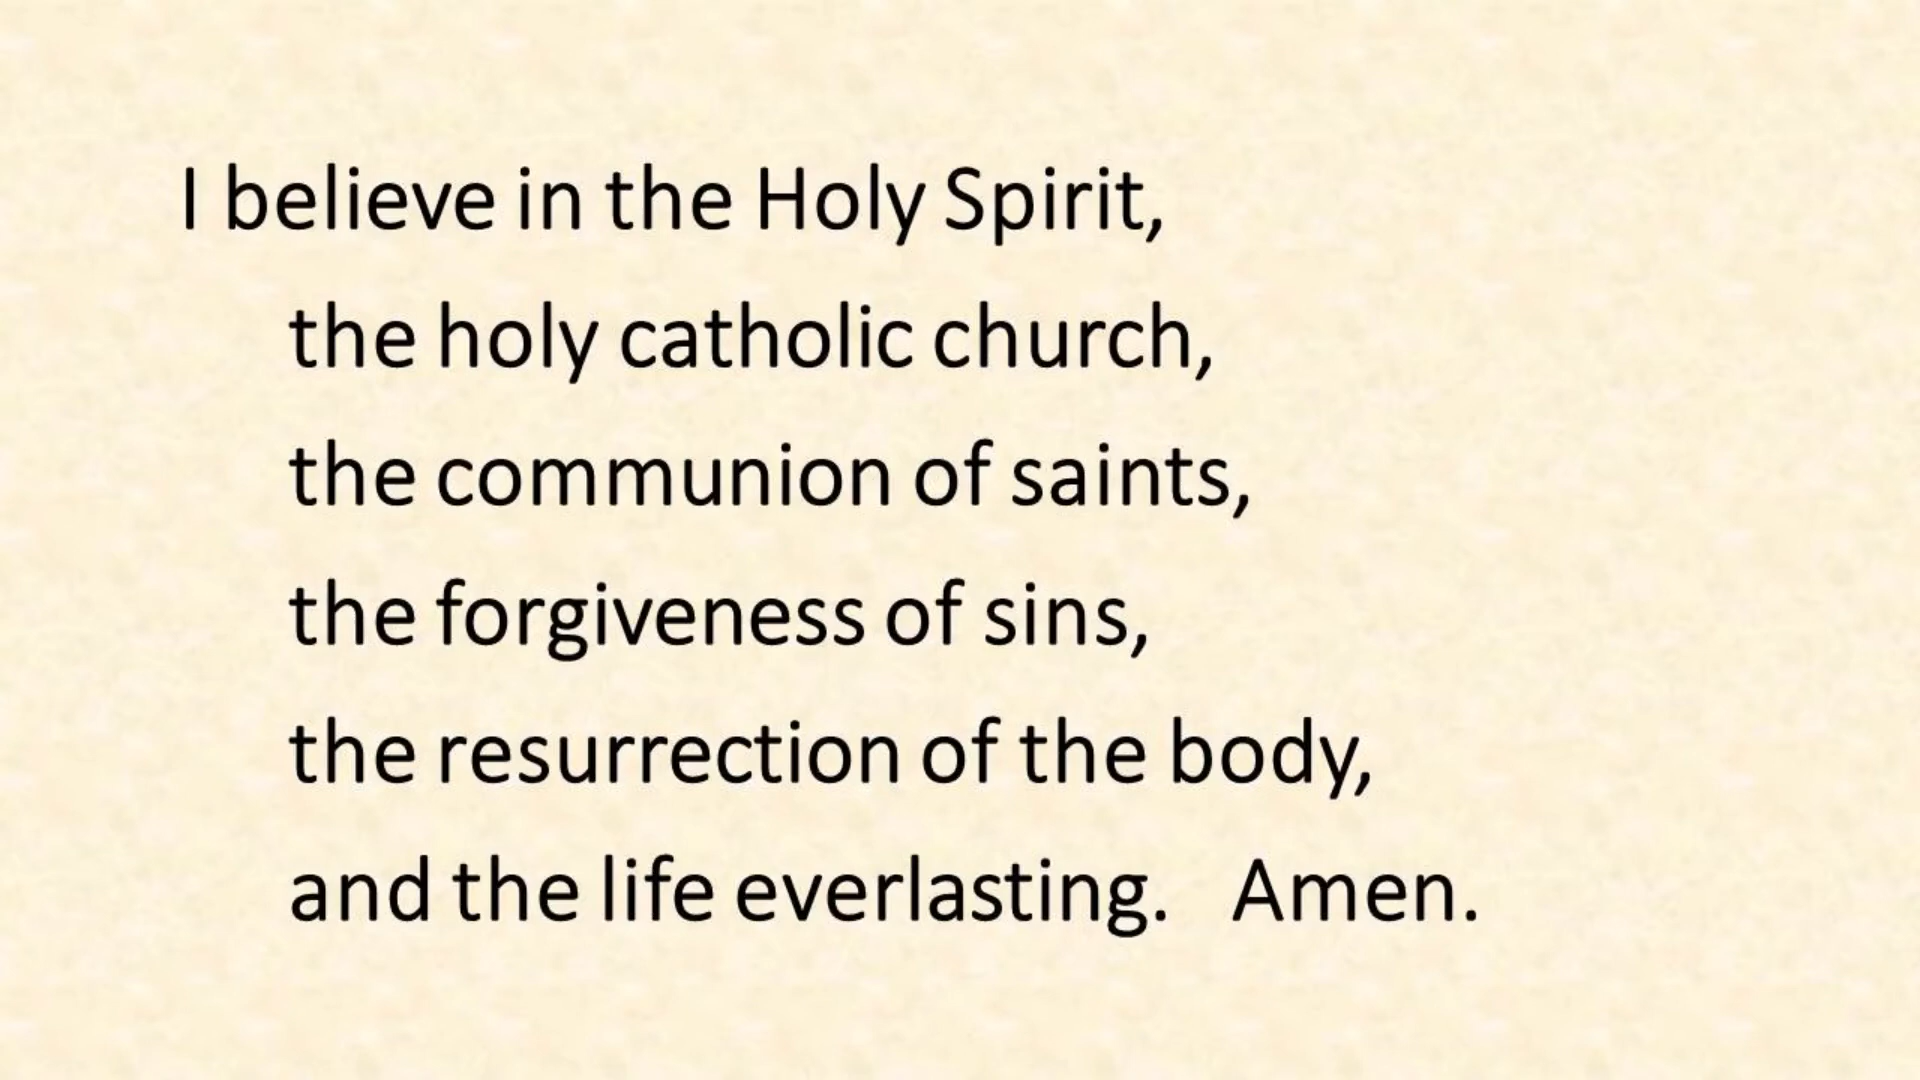 I believe in the Holy Spirit,
the holy catholic church,
the communion of saints,
the forgiveness of sins,
the resurrection of the body,
and the life everlasting. Amen.